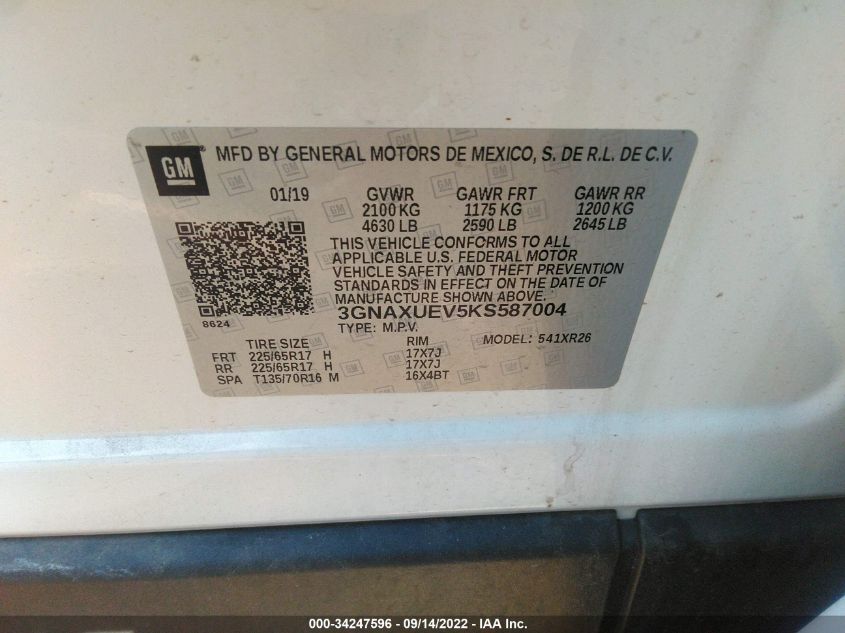 GM
MFD BY GENERAL MOTORS DE MEXICO, S. DE R.L. DE C.V.
01/19 GVWR GAWR FRT GAWR RR
2100 KG 1175 KG 1200 KG
4630 LB 2590 LB 2645 LB
THIS VEHICLE CONFORMS TO ALL
APPLICABLE U.S. FEDERAL MOTOR
VEHICLE SAFETY AND THEFT PREVENTION
STANDARDS IN EFFECT ON THE DATE OF
MANUFACTURE SHOWN ABOVE.
8624
3GNAXUEV5KS587004
TYPE: M.P.V. MODEL: 541XR26
TIRE SIZE RIM
FRT 225/65R17 H 17X7J
RR 225/65R17 H 17X7J
SPA T135/70R16 M 16X4BT
000-34247596 - 09/14/2022 - IAA Inc.